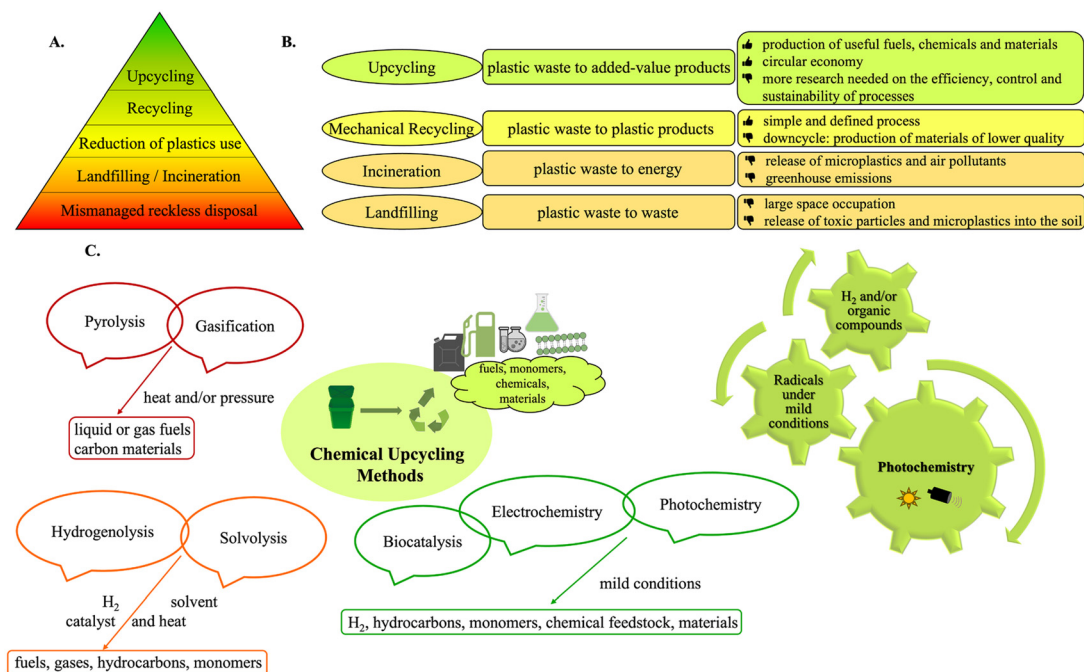 A.
Upcycling
Recycling
Reduction of plastics use
Landfilling / Incineration
Mismanaged reckless disposal
B.
Upcycling
plastic waste to added-value products
production of useful fuels, chemicals and materials
circular economy
more research needed on the efficiency, control and
sustainability of processes
Mechanical Recycling
plastic waste to plastic products
simple and defined process
downcycle: production of materials of lower quality
Incineration
plastic waste to energy
release of microplastics and air pollutants
greenhouse emissions
Landfilling
plastic waste to waste
large space occupation
release of toxic particles and microplastics into the soil
C.
Pyrolysis
Gasification
heat and/or pressure
liquid or gas fuels
carbon materials
fuels, monomers,
chemicals,
materials
Chemical Upcycling
Methods
Hydrogenolysis
Solvolysis
H₂
catalyst
solvent
and heat
fuels, gases, hydrocarbons, monomers
Biocatalysis
Electrochemistry
Photochemistry
mild conditions
H₂, hydrocarbons, monomers, chemical feedstock, materials
H₂ and/or
organic
compounds
Radicals
under
mild
conditions
Photochemistry